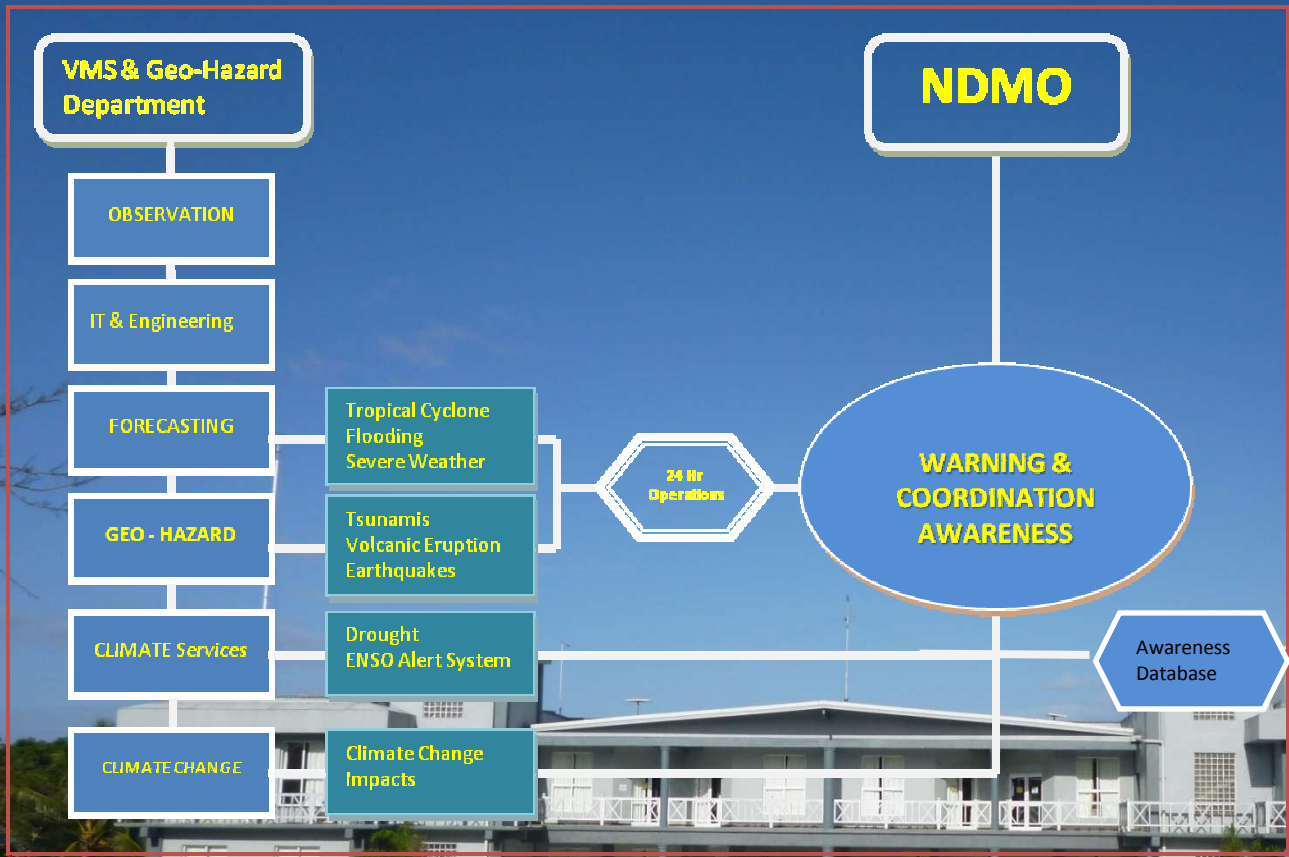 VMS & Geo-Hazard
Department
NDMO
OBSERVATION
IT & Engineering
FORECASTING
Tropical Cyclone
Flooding
Severe Weather
24 Hr
Operations
WARNING &
COORDINATION
AWARENESS
GEO - HAZARD
Tsunamis
Volcanic Eruption
Earthquakes
CLIMATE Services
Drought
ENSO Alert System
Awareness
Database
CLIMATE CHANGE
Climate Change
Impacts